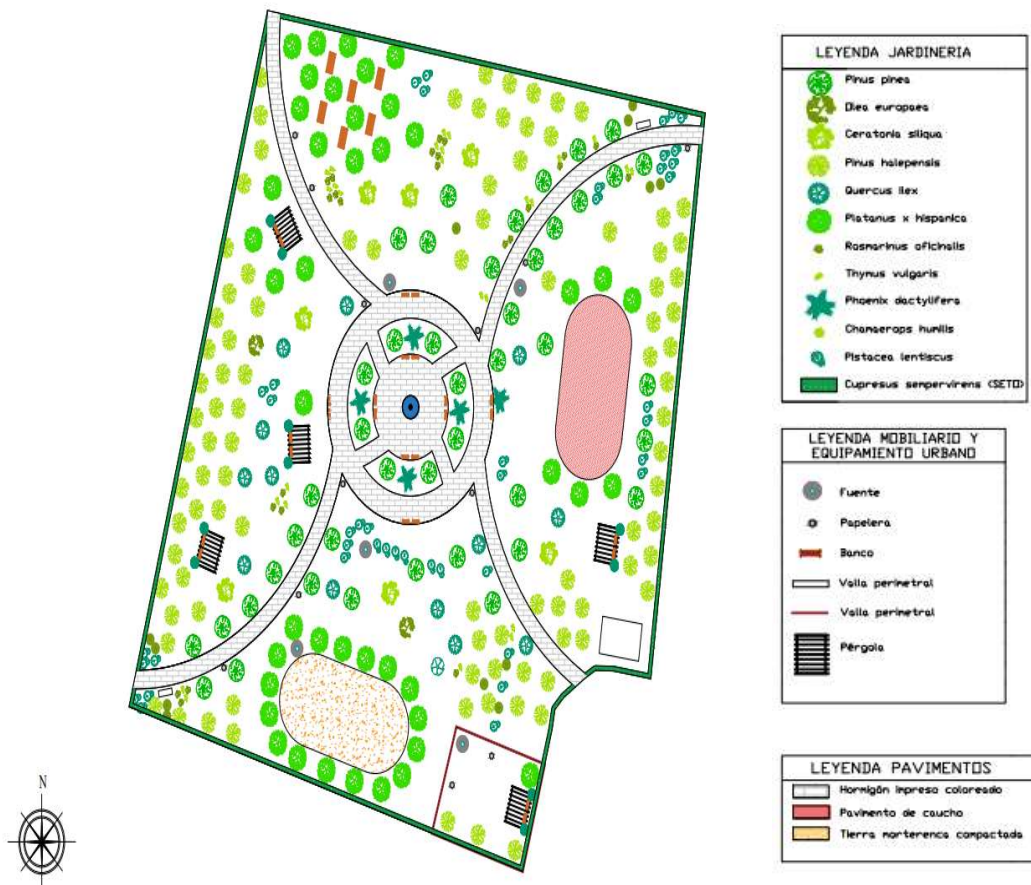 LEYENDA JARDINERIA
Pinus pinea
Olea europaea
Ceratonia siliqua
Pinus halepensis
Quercus ilex
Platanus x hispanica
Rosmarinus oficinalis
Thymus vulgaris
Phoenix dactylifera
Chamaerops humilis
Pistacea lentiscus
Cupresus sempervirens (SETO)
LEYENDA MOBILIARIO Y
EQUIPAMIENTO URBANO
Fuente
Papelera
Banco
Valla perimetral
Valla perimetral
Pérgola
N
LEYENDA PAVIMENTOS
Hormigón impreso coloreado
Pavimento de caucho
Tierra morterenca compactada